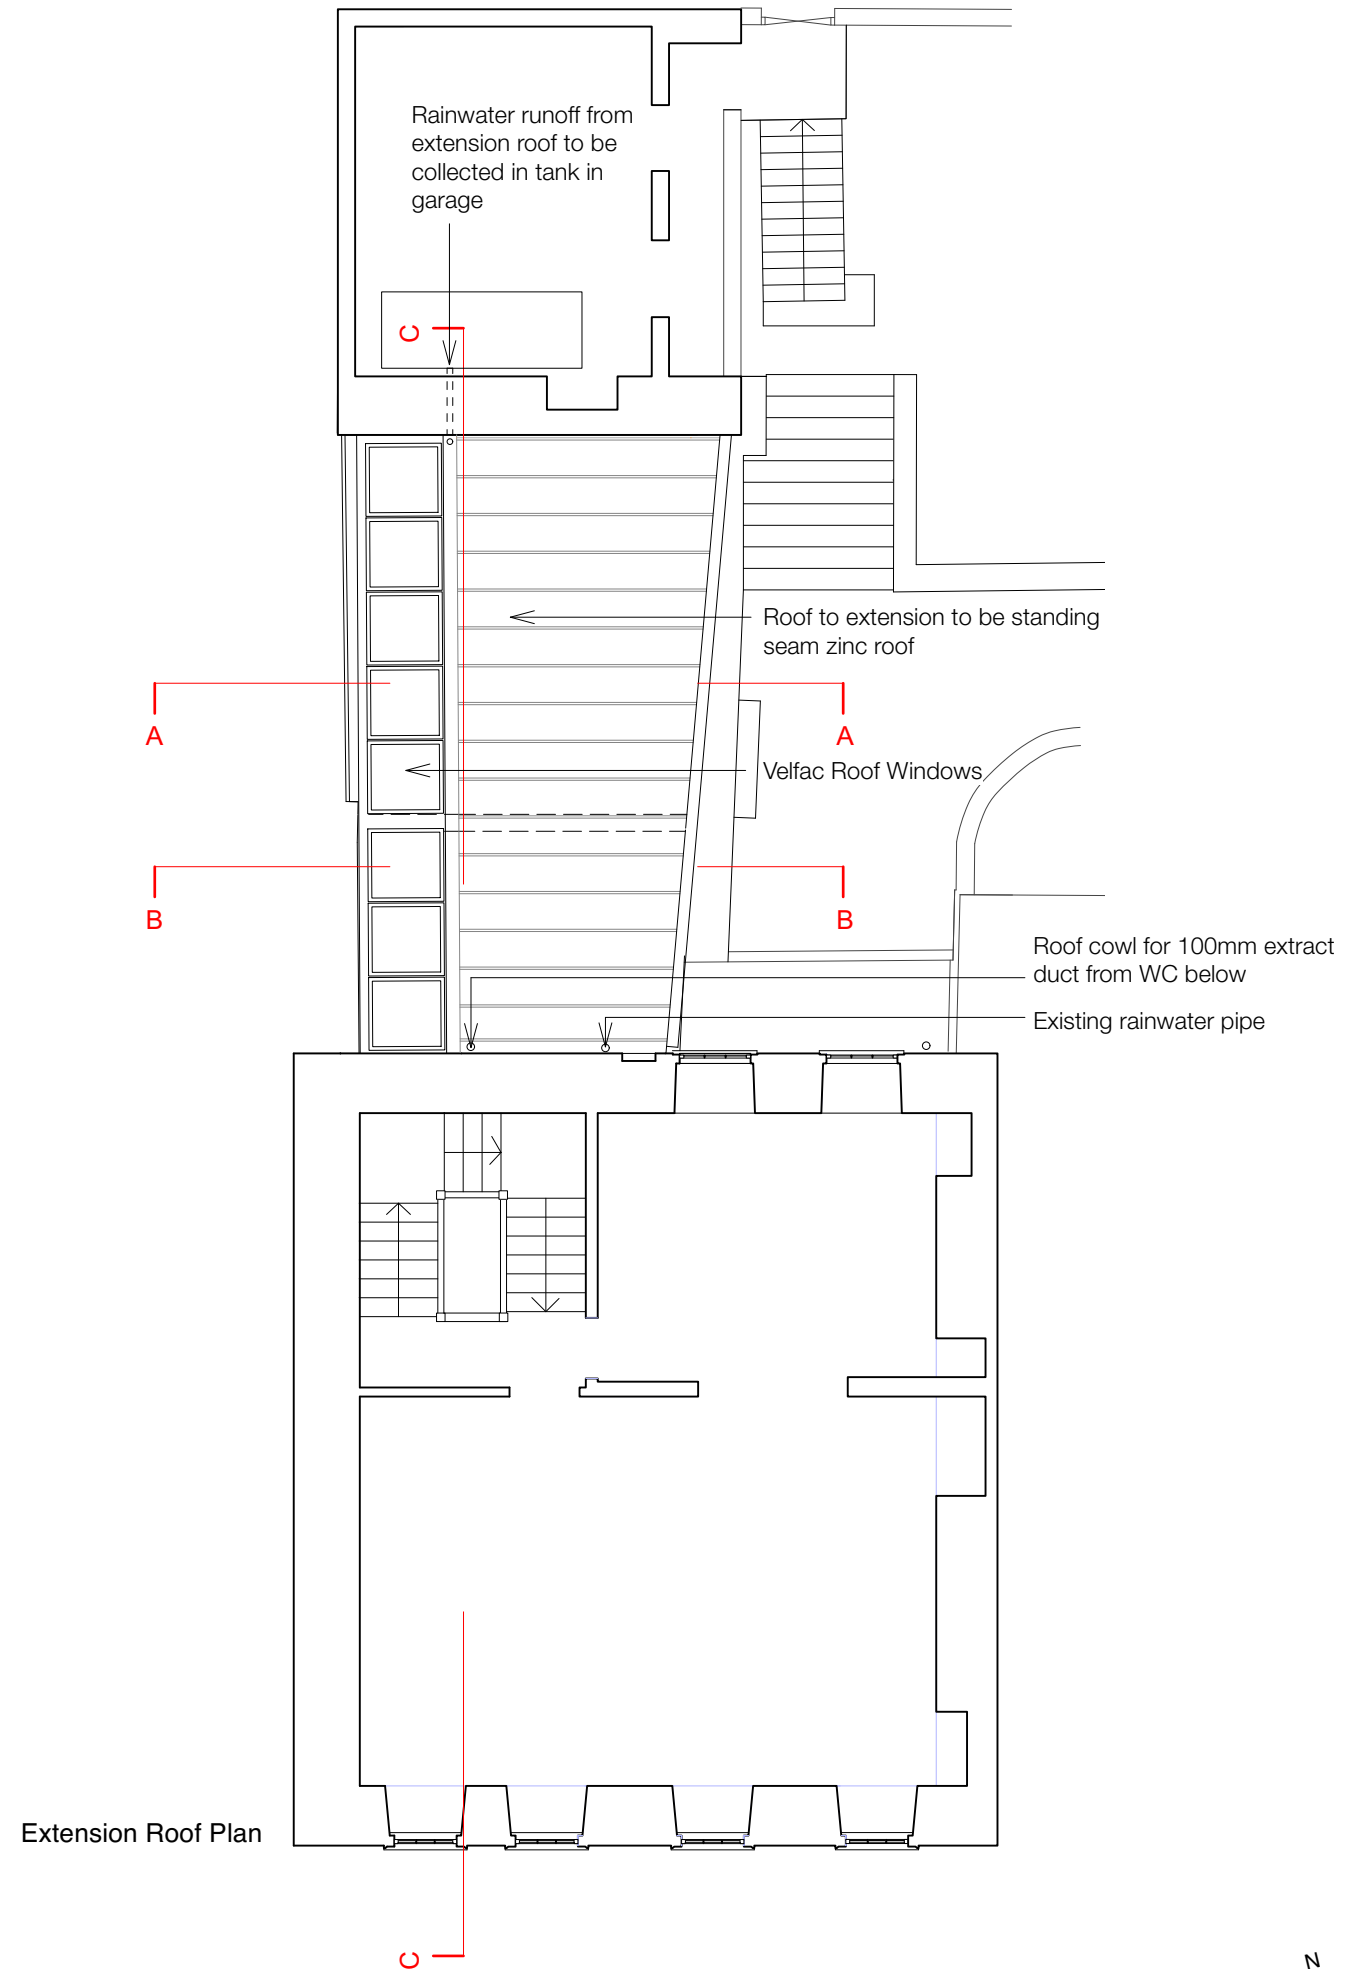 Rainwater runoff from
extension roof to be
collected in tank in
garage
C
Roof to extension to be standing
seam zinc roof
A
A
Velfac Roof Windows
B
B
Roof cowl for 100mm extract
duct from WC below
Existing rainwater pipe
Extension Roof Plan
C
N